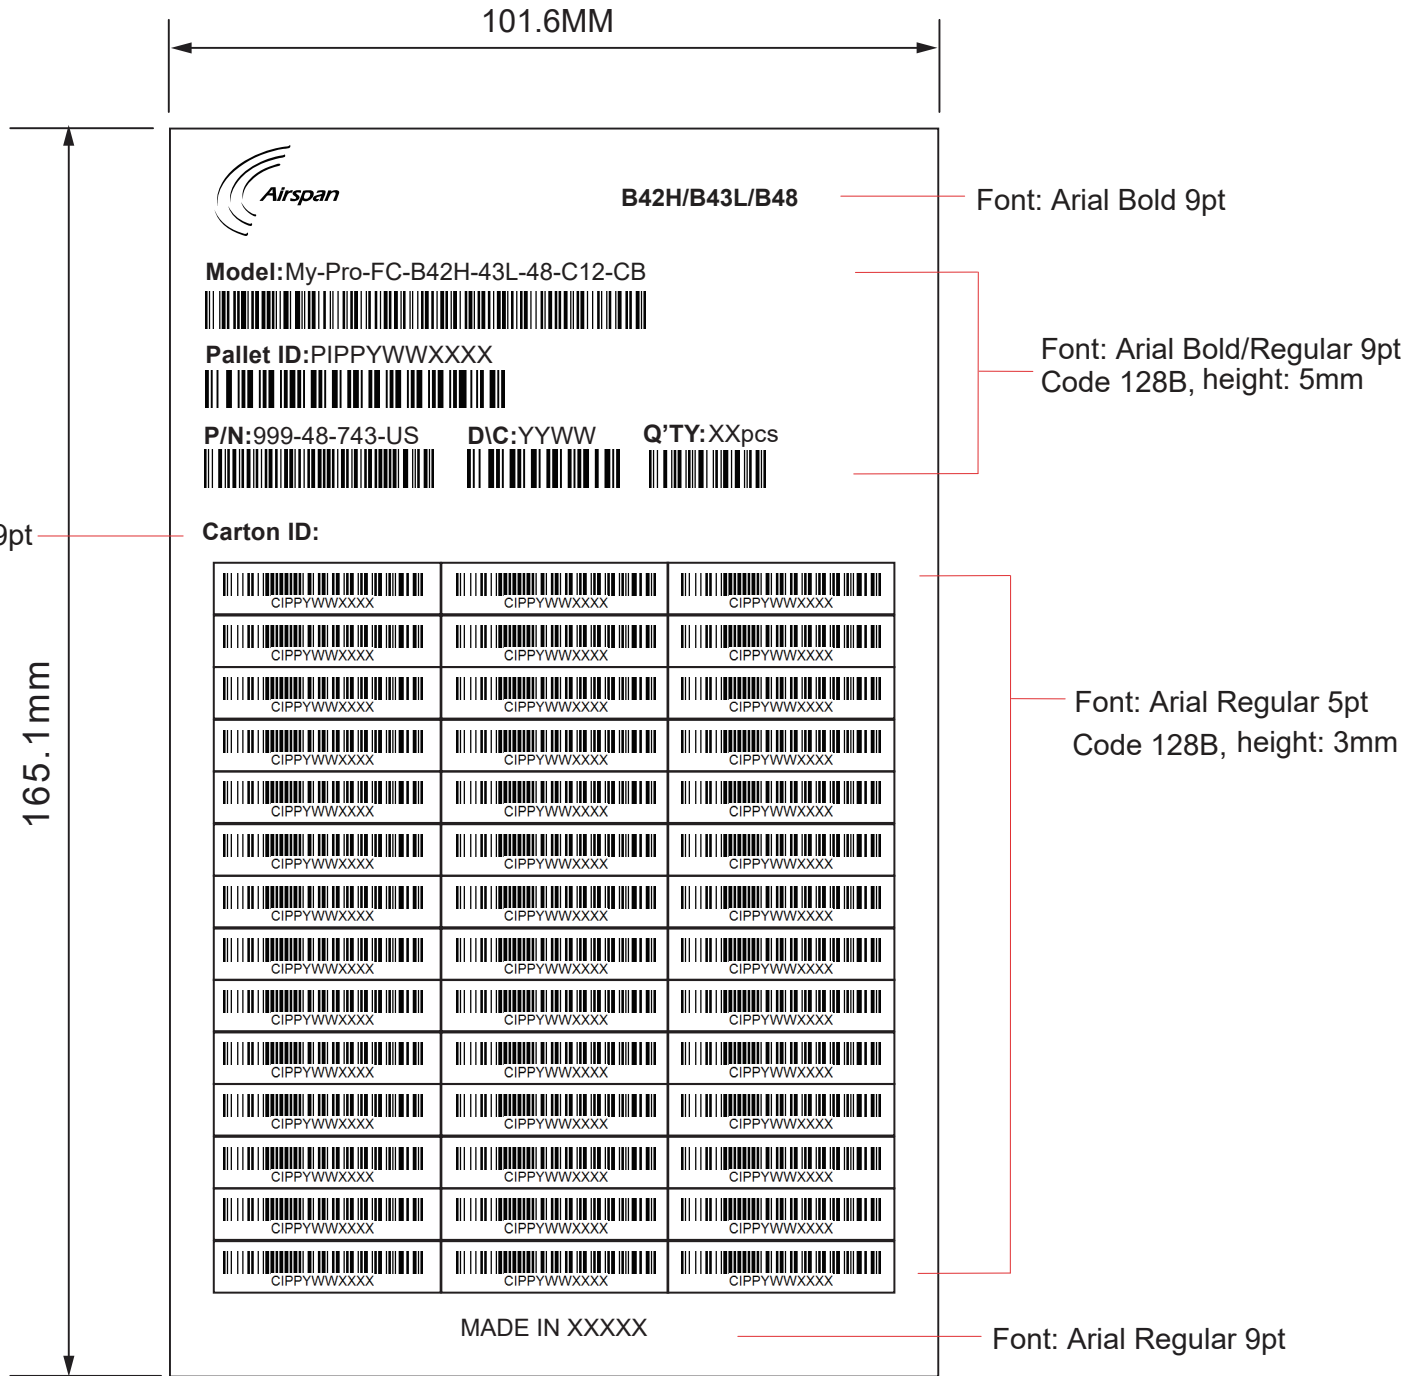 101.6MM
Airspan
B42H/B43L/B48
Font: Arial Bold 9pt
Model:My-Pro-FC-B42H-43L-48-C12-CB
Pallet ID:PIPPYWWXXXX
Font: Arial Bold/Regular 9pt
Code 128B, height: 5mm
P/N:999-48-743-US D\C:YYWW Q'TY:XXpcs
9pt
Carton ID:
CIPPYWWXXXX CIPPYWWXXXX CIPPYWWXXXX
CIPPYWWXXXX CIPPYWWXXXX CIPPYWWXXXX
CIPPYWWXXXX CIPPYWWXXXX CIPPYWWXXXX
CIPPYWWXXXX CIPPYWWXXXX CIPPYWWXXXX
CIPPYWWXXXX CIPPYWWXXXX CIPPYWWXXXX
CIPPYWWXXXX CIPPYWWXXXX CIPPYWWXXXX
CIPPYWWXXXX CIPPYWWXXXX CIPPYWWXXXX
CIPPYWWXXXX CIPPYWWXXXX CIPPYWWXXXX
CIPPYWWXXXX CIPPYWWXXXX CIPPYWWXXXX
CIPPYWWXXXX CIPPYWWXXXX CIPPYWWXXXX
CIPPYWWXXXX CIPPYWWXXXX CIPPYWWXXXX
CIPPYWWXXXX CIPPYWWXXXX CIPPYWWXXXX
CIPPYWWXXXX CIPPYWWXXXX CIPPYWWXXXX
CIPPYWWXXXX CIPPYWWXXXX CIPPYWWXXXX
165.1mm
Font: Arial Regular 5pt
Code 128B, height: 3mm
MADE IN XXXXX
Font: Arial Regular 9pt